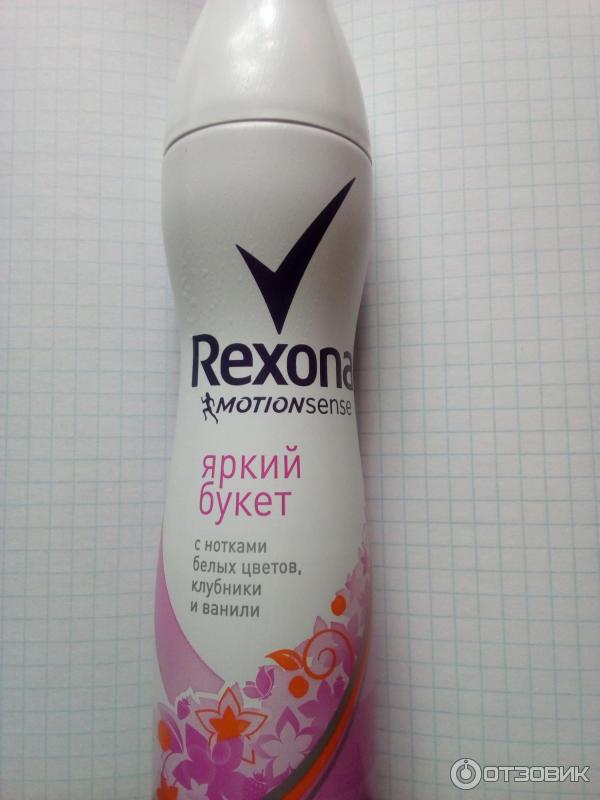 Rexona
MOTIONsense
яркий
букет
с нотками
белых цветов,
клубники
и ванили
ОТЗОВИК